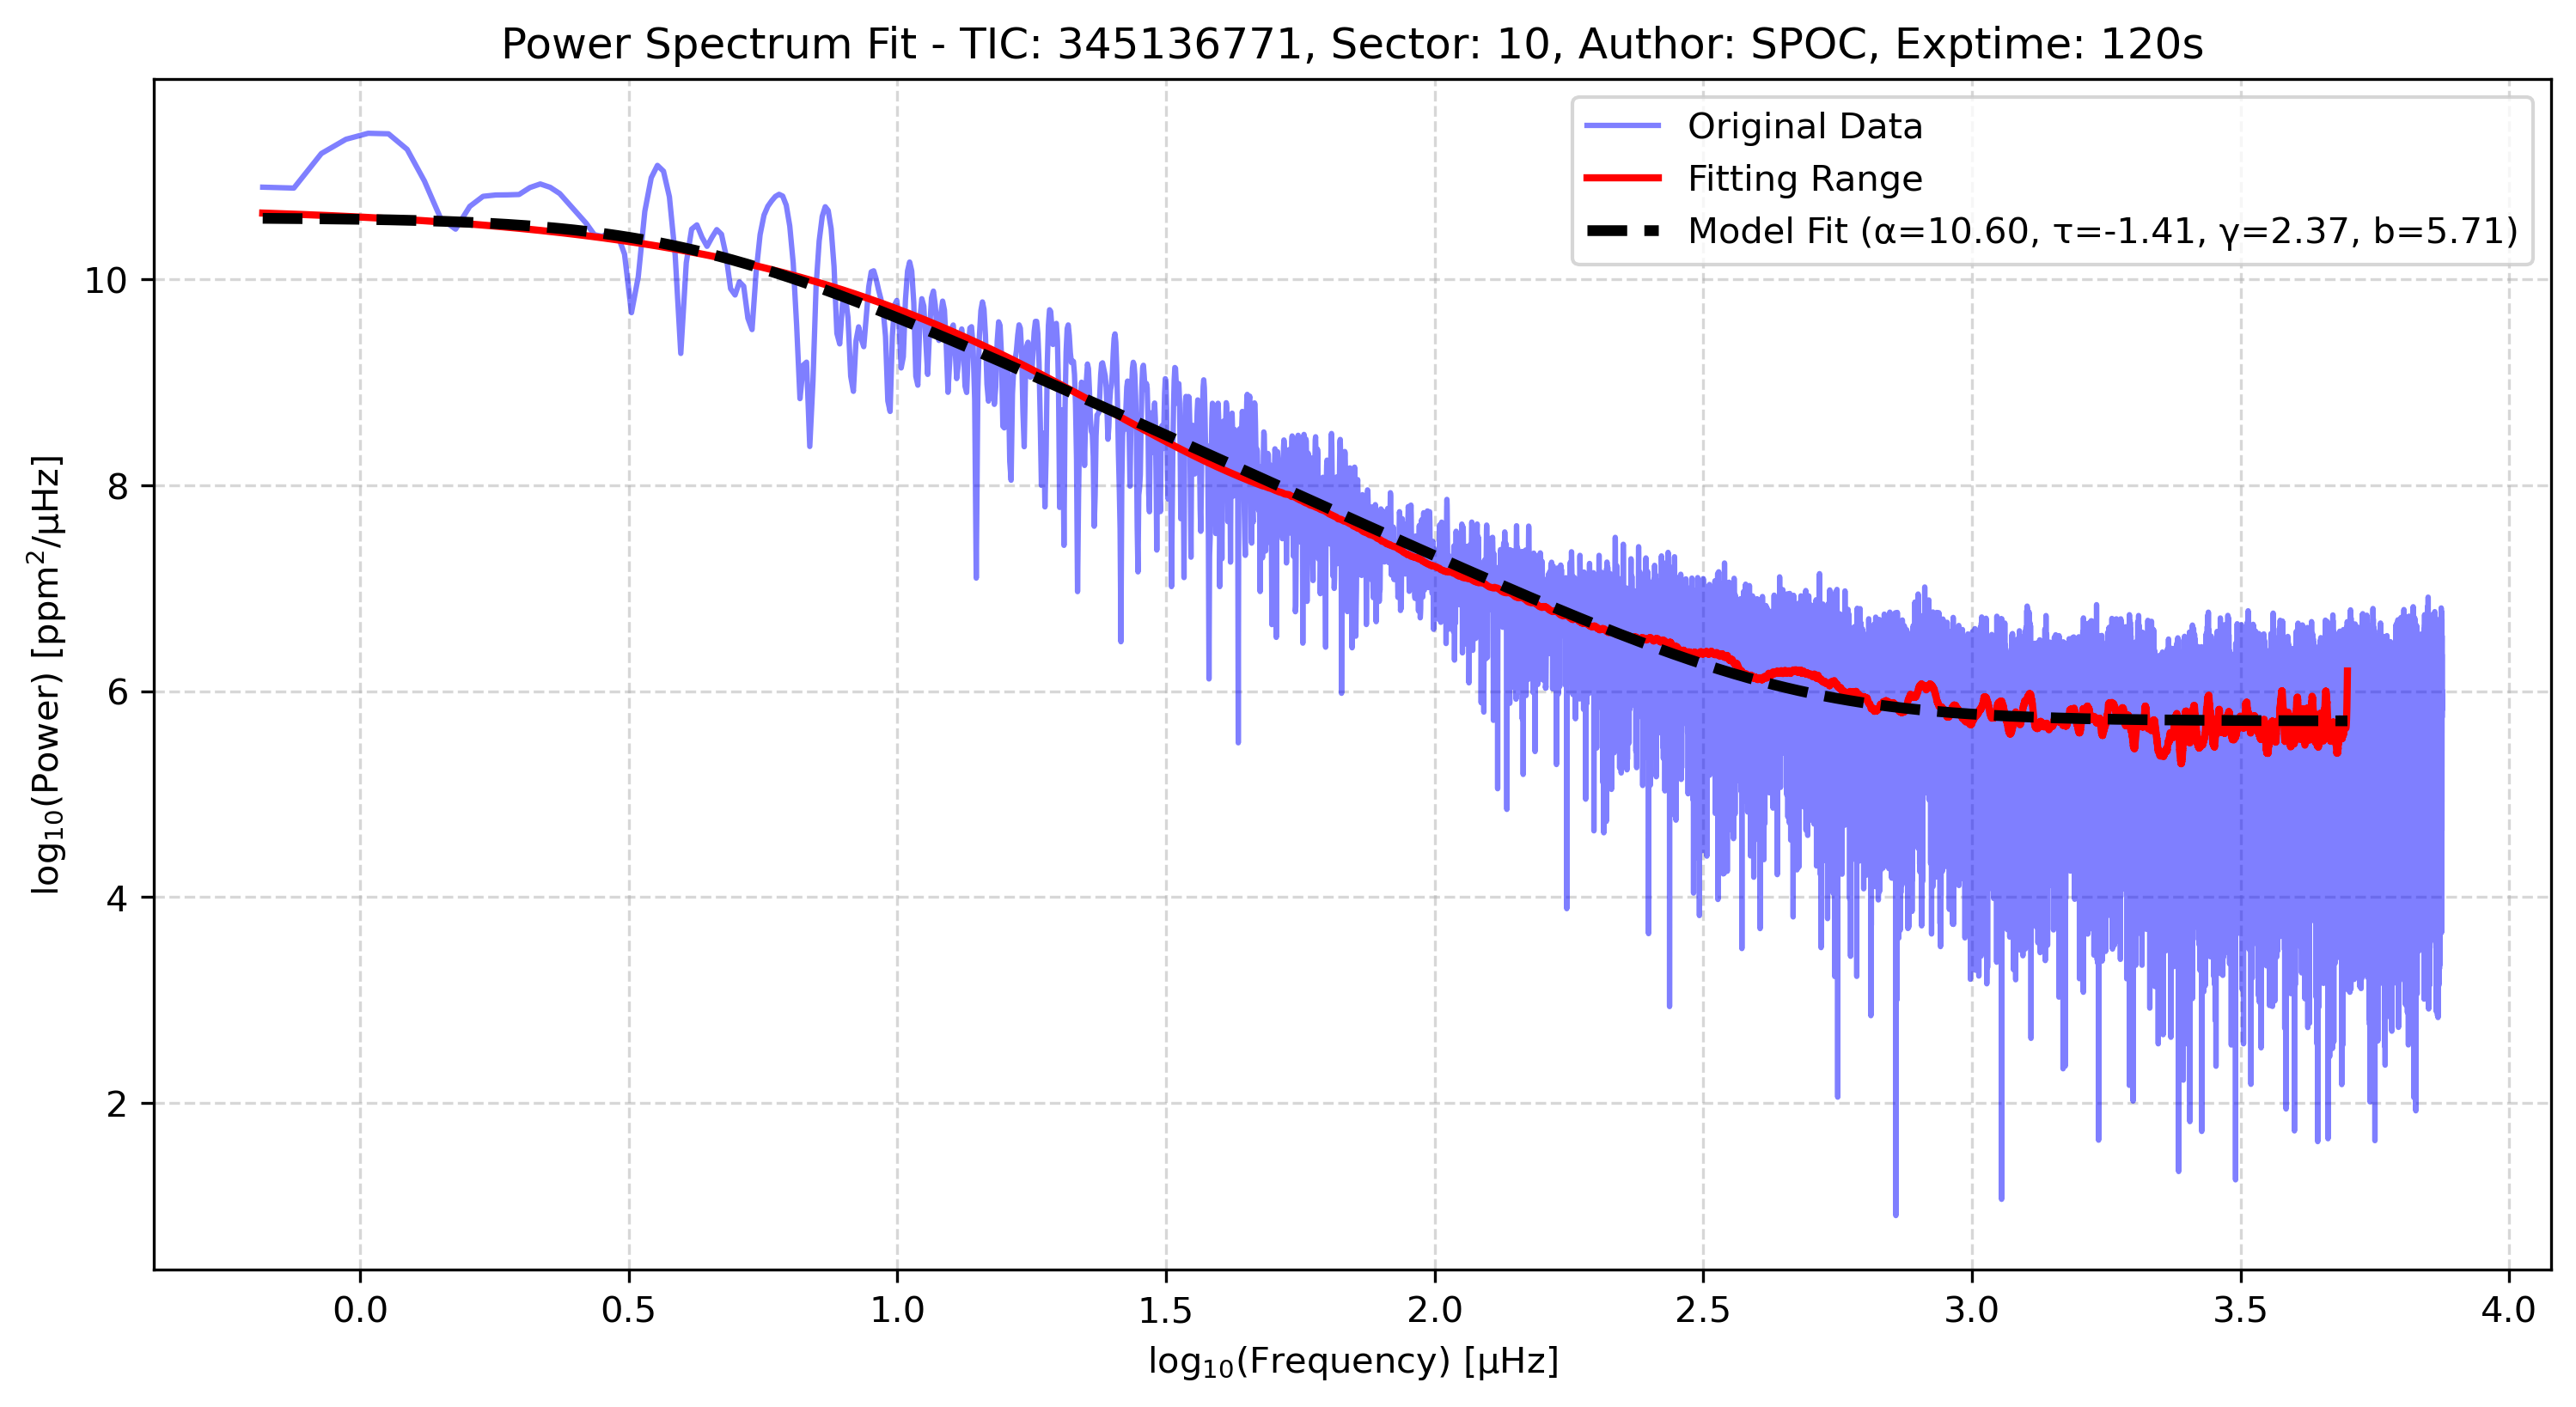 Power Spectrum Fit - TIC: 345136771, Sector: 10, Author: SPOC, Exptime: 120s
Original Data
Fitting Range
Model Fit (α=10.60, τ=-1.41, γ=2.37, b=5.71)
log₁₀(Power) [ppm²/μHz]
10
8
6
4
2
0.0 0.5 1.0 1.5 2.0 2.5 3.0 3.5 4.0
log₁₀(Frequency) [μHz]